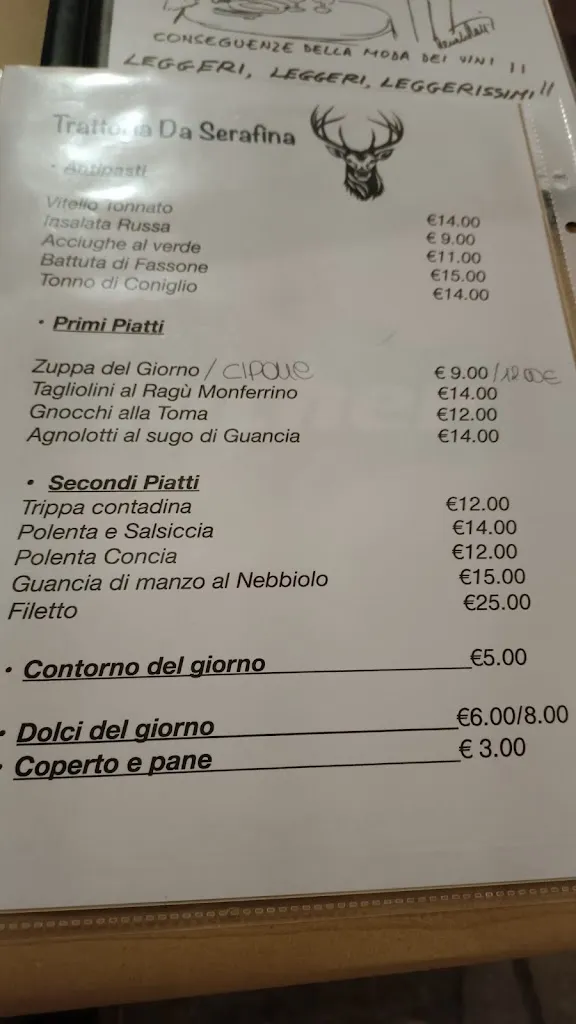 CONSEGUENZE DELLA MODA DEI VINI !!
LEGGERI, LEGGERI, LEGGERISSIMI!!
Trattoria Da Serafina
• Antipasti
Vitello Tonnato €14.00
Insalata Russa € 9.00
Acciughe al verde €11.00
Battuta di Fassone €15.00
Tonno di Coniglio €14.00
• Primi Piatti
Zuppa del Giorno / CIPOLLE € 9.00 / 12.00€
Tagliolini al Ragù Monferrino €14.00
Gnocchi alla Toma €12.00
Agnolotti al sugo di Guancia €14.00
• Secondi Piatti
Trippa contadina €12.00
Polenta e Salsiccia €14.00
Polenta Concia €12.00
Guancia di manzo al Nebbiolo €15.00
Filetto €25.00
• Contorno del giorno €5.00
• Dolci del giorno €6.00/8.00
• Coperto e pane € 3.00